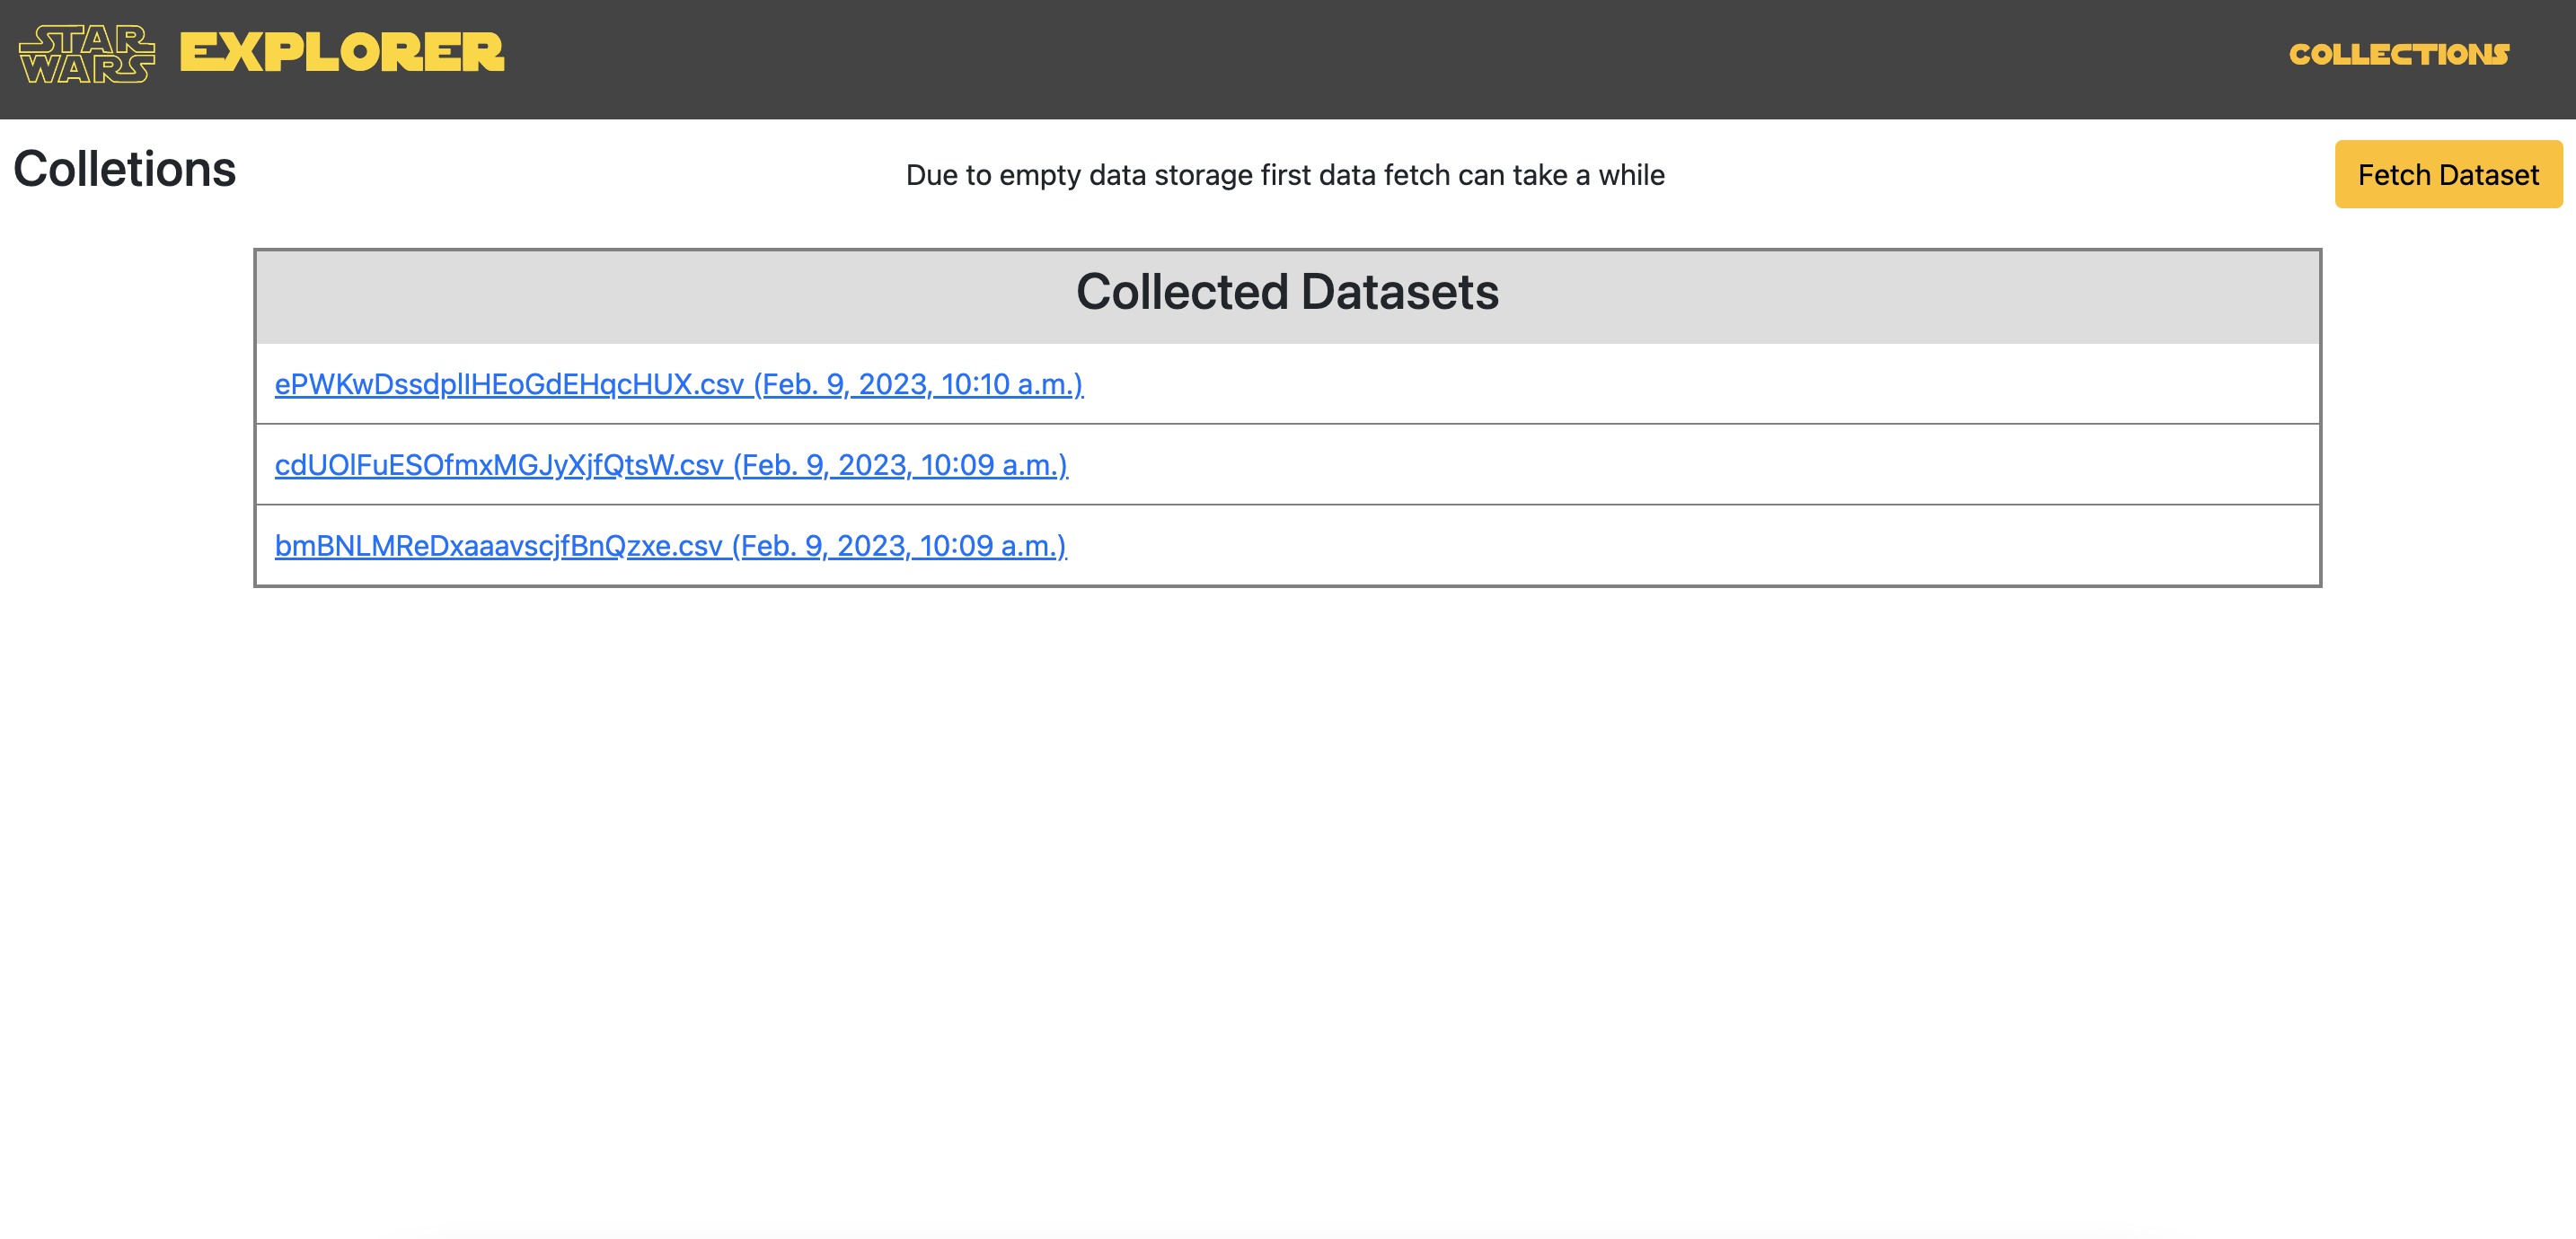 STAR
WARS
EXPLORER
COLLECTIONS
Colletions
Due to empty data storage first data fetch can take a while
Fetch Dataset
Collected Datasets
ePWKwDssdplIHEoGdEHqcHUX.csv (Feb. 9, 2023, 10:10 a.m.)
cdUOlFuESOfmxMGJyXjfQtsW.csv (Feb. 9, 2023, 10:09 a.m.)
bmBNLMReDxaaavscjfBnQzxe.csv (Feb. 9, 2023, 10:09 a.m.)